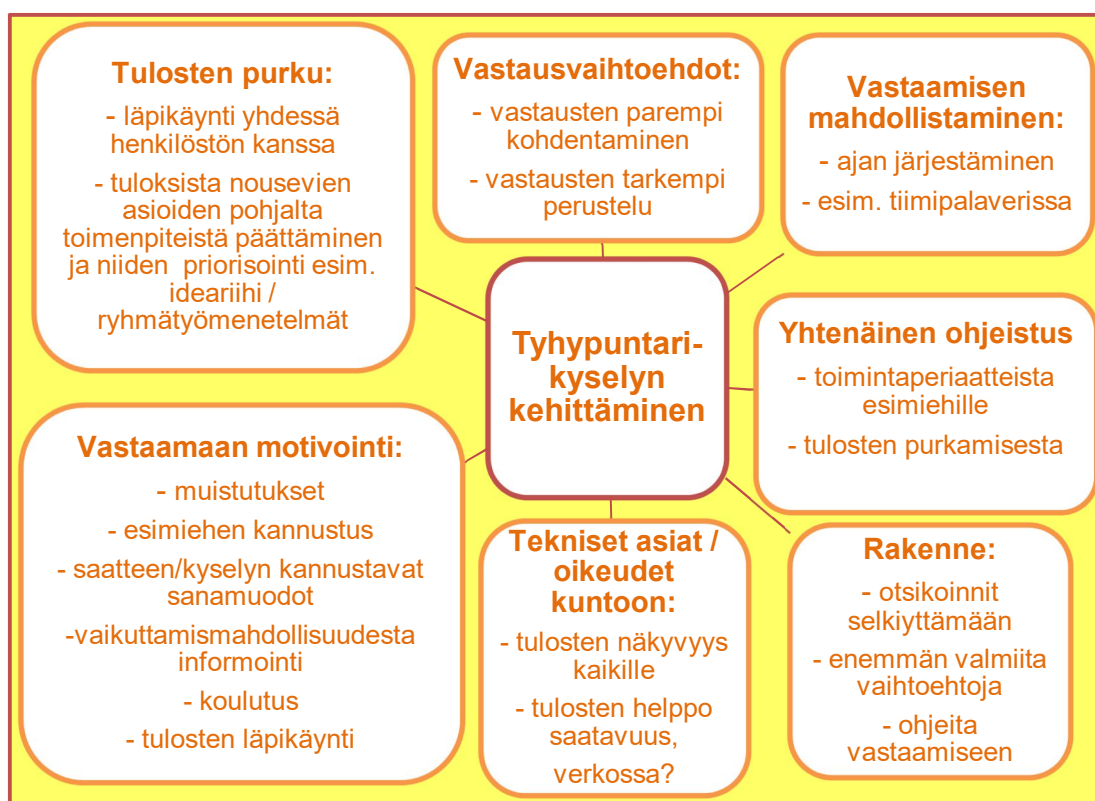 Tulosten purku:
- läpikäynti yhdessä
henkilöstön kanssa
- tuloksista nousevien
asioiden pohjalta
toimenpiteistä päättäminen
ja niiden priorisointi esim.
ideariihi /
ryhmätyömenetelmät
Vastausvaihtoehdot:
- vastausten parempi
kohdentaminen
- vastausten tarkempi
perustelu
Vastaamisen
mahdollistaminen:
- ajan järjestäminen
- esim. tiimipalaverissa
Tyhypuntari-
kyselyn
kehittäminen
Yhtenäinen ohjeistus
- toimintaperiaatteista
esimiehille
- tulosten purkamisesta
Vastaamaan motivointi:
- muistutukset
- esimiehen kannustus
- saatteen/kyselyn kannustavat
sanamuodot
-vaikuttamismahdollisuudesta
informointi
- koulutus
- tulosten läpikäynti
Tekniset asiat /
oikeudet
kuntoon:
- tulosten näkyvyys
kaikille
- tulosten helppo
saatavuus,
verkossa?
Rakenne:
- otsikoinnit
selkiyttämään
- enemmän valmiita
vaihtoehtoja
- ohjeita
vastaamiseen